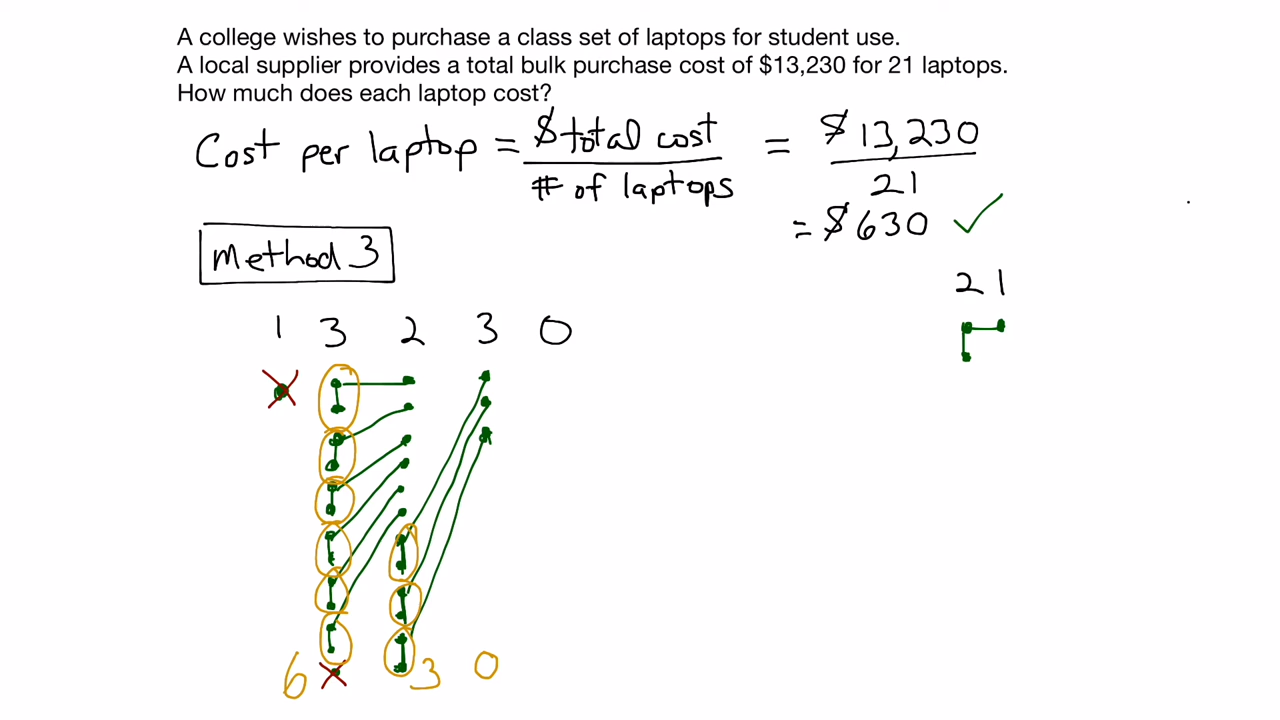 A college wishes to purchase a class set of laptops for student use.
A local supplier provides a total bulk purchase cost of $13,230 for 21 laptops.
How much does each laptop cost?
Cost per laptop = $ total cost / # of laptops = $13,230 / 21
= $630 ✓
Method 3
21
1 3 2 3 0
6 3 0